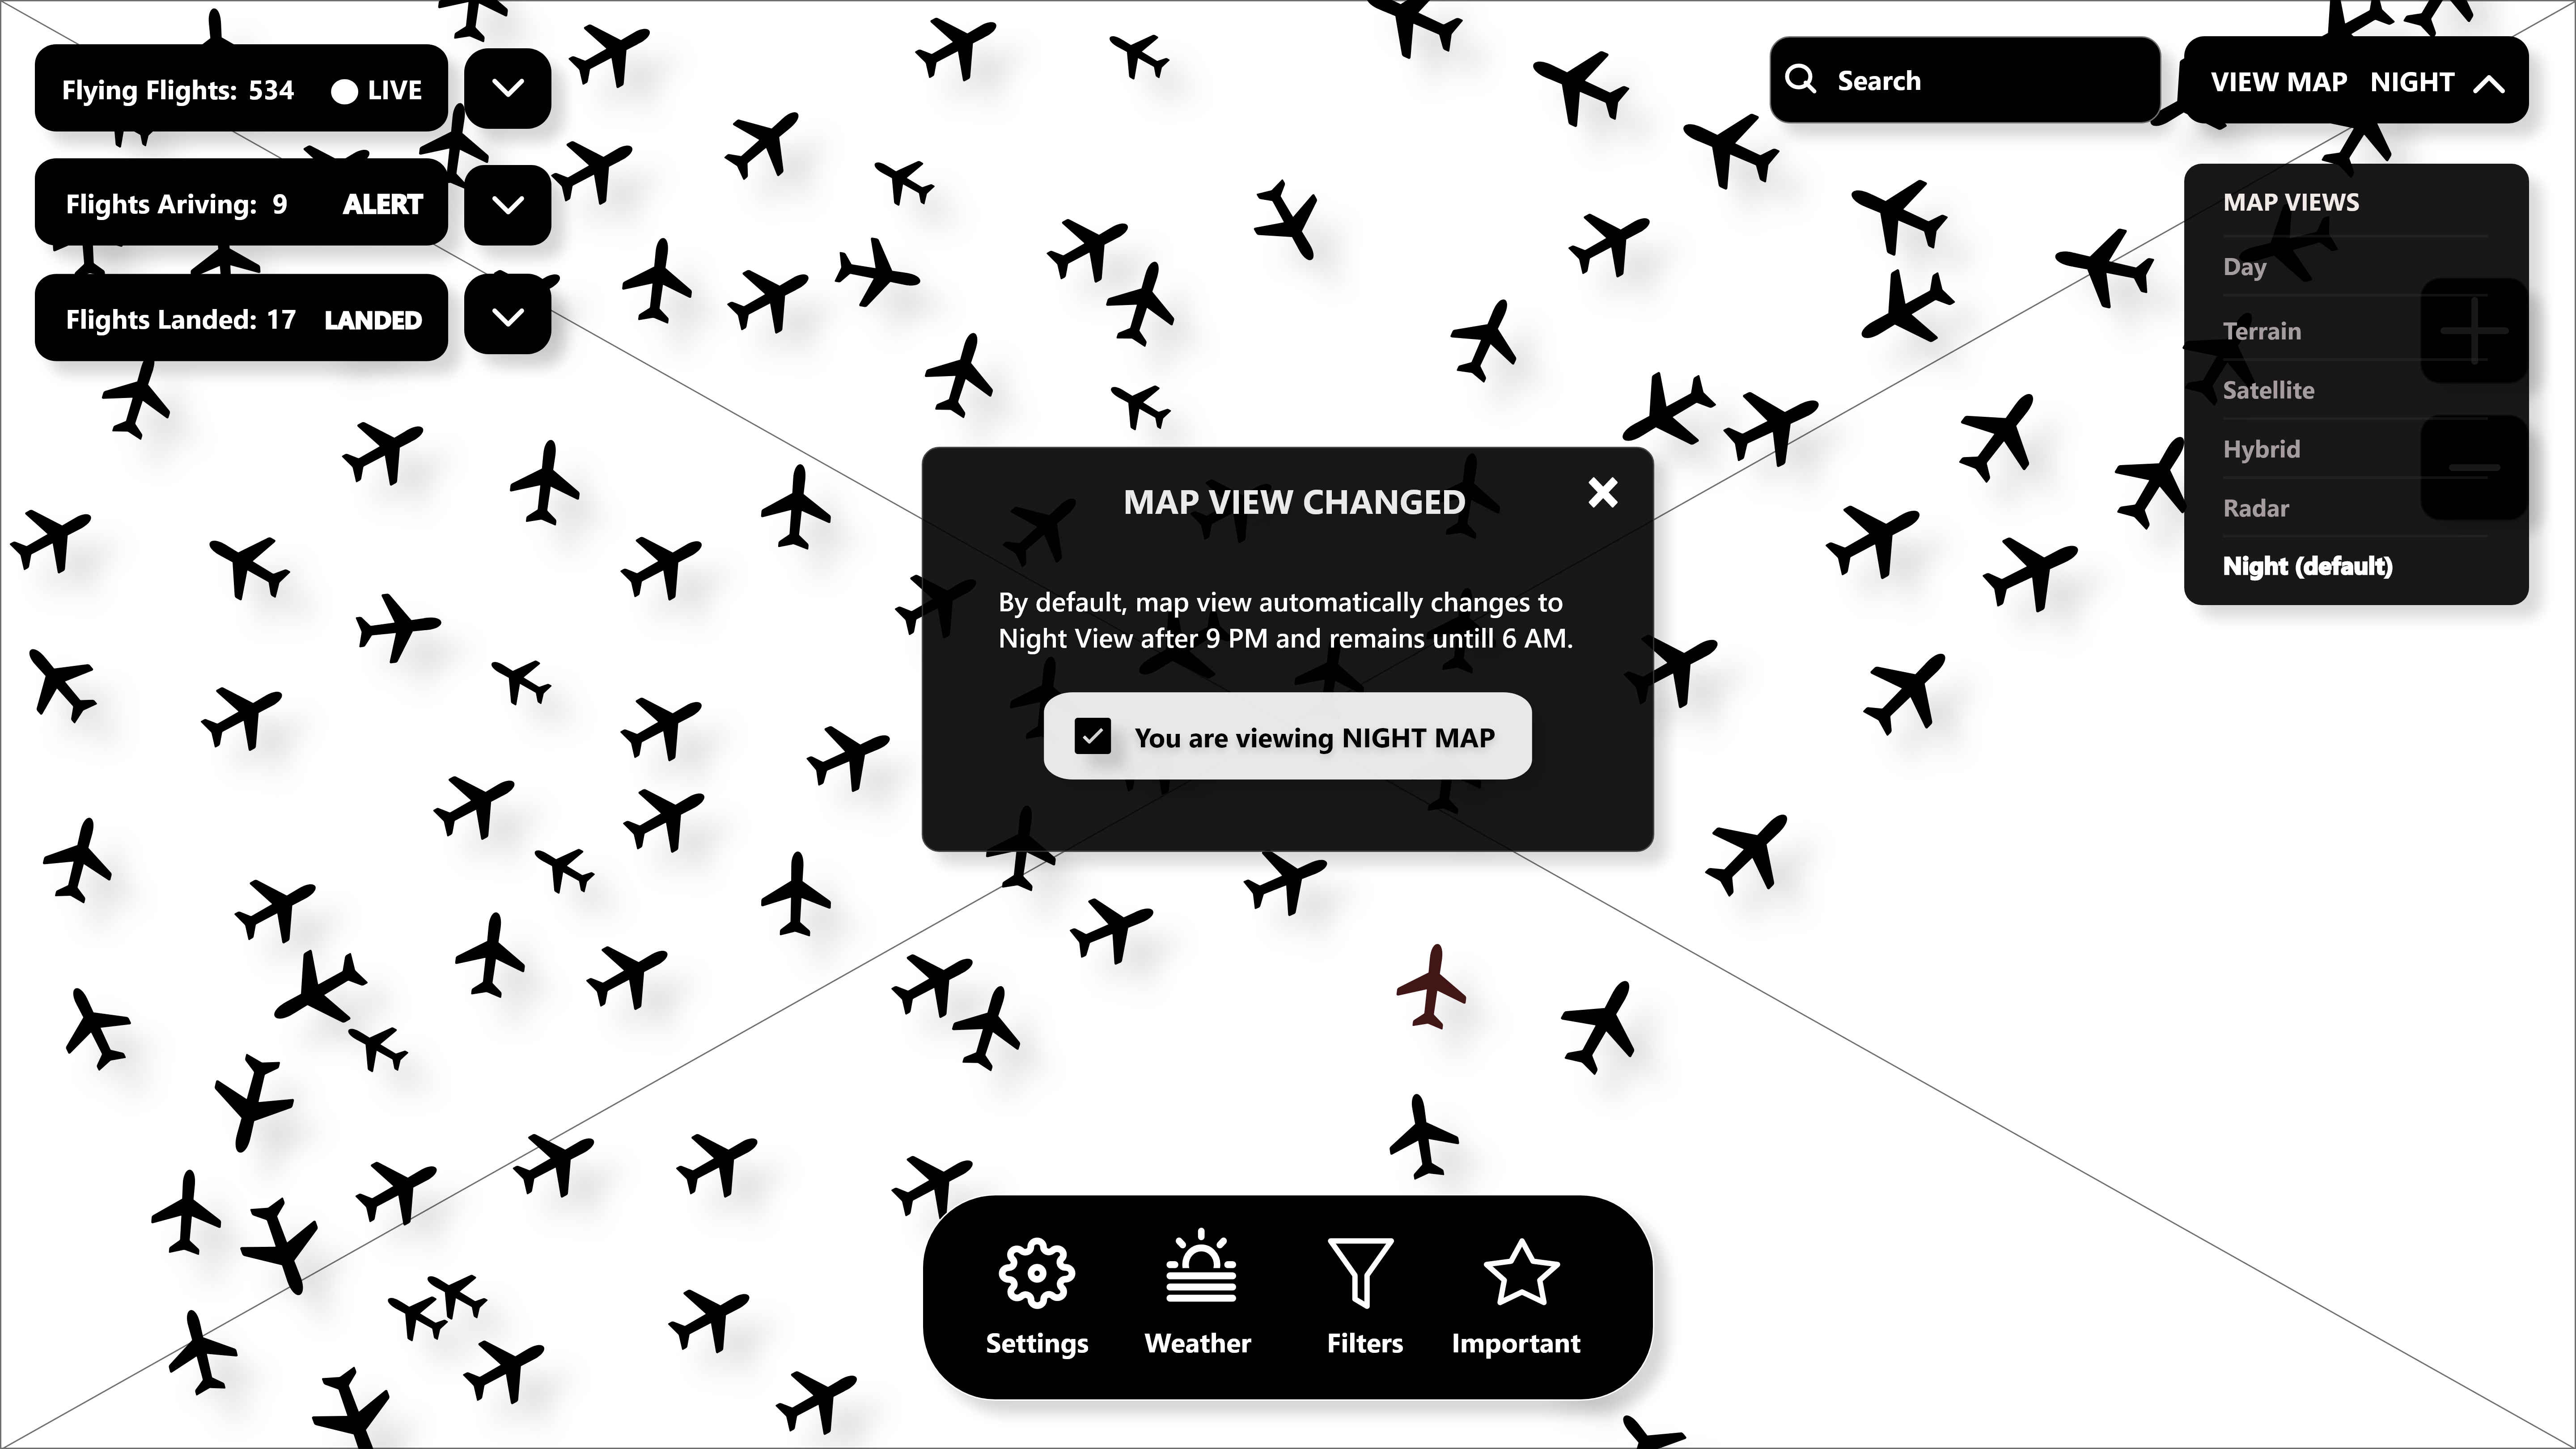 Flying Flights: 534 LIVE
Flights Ariving: 9 ALERT
Flights Landed: 17 LANDED
Search
VIEW MAP NIGHT
MAP VIEWS
Day
Terrain
Satellite
Hybrid
Radar
Night (default)
MAP VIEW CHANGED
By default, map view automatically changes to
Night View after 9 PM and remains untill 6 AM.
You are viewing NIGHT MAP
Settings Weather Filters Important